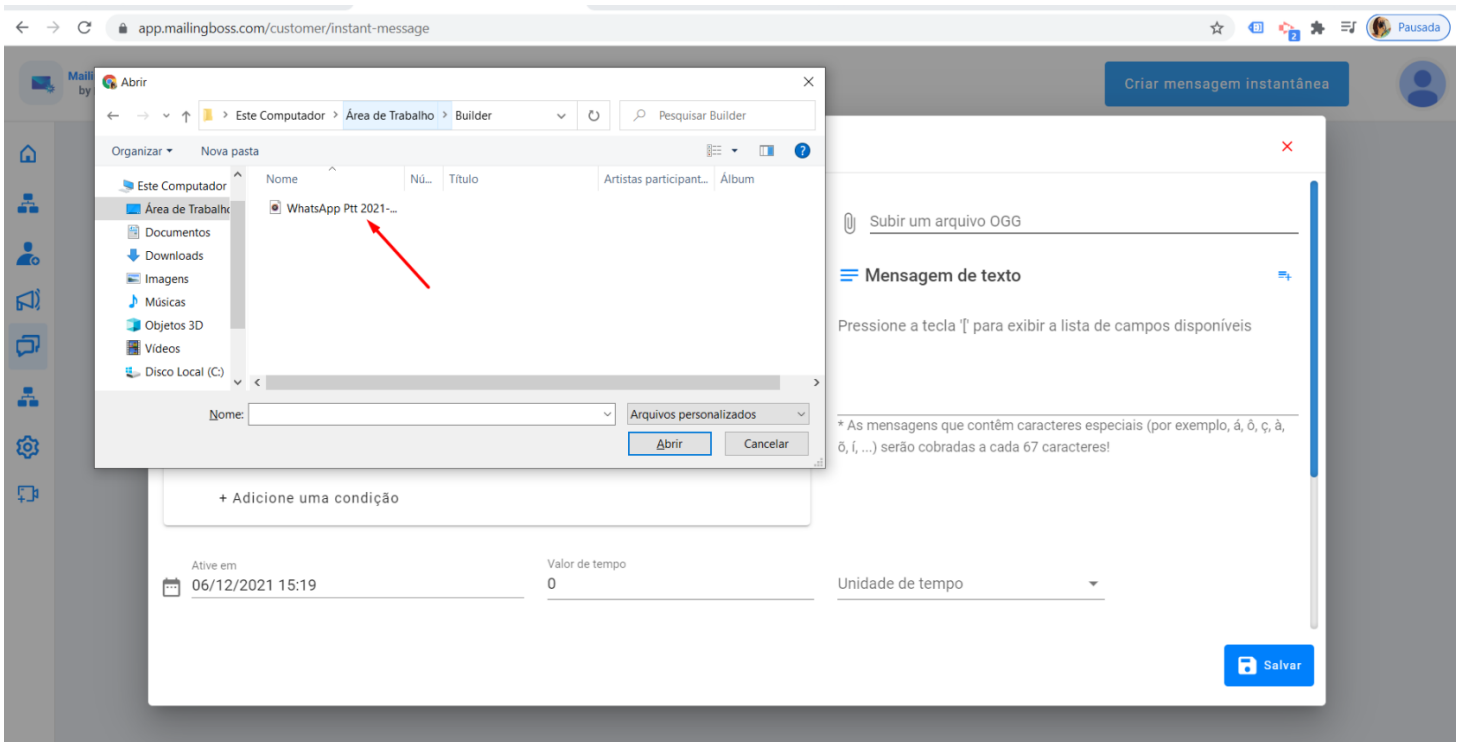 app.mailingboss.com/customer/instant-message
2
Pausada
Maili
by
Criar mensagem instantânea
Abrir
Este Computador > Área de Trabalho > Builder
Pesquisar Builder
Organizar
Nova pasta
Nome
Nú...
Título
Artistas participant...
Álbum
Este Computador
Área de Trabalho
Documentos
Downloads
Imagens
Músicas
Objetos 3D
Vídeos
Disco Local (C:)
WhatsApp Ptt 2021-...
Nome:
Arquivos personalizados
Abrir
Cancelar
Subir um arquivo OGG
Mensagem de texto
Pressione a tecla '[' para exibir a lista de campos disponíveis
* As mensagens que contêm caracteres especiais (por exemplo, á, ô, ç, à,
õ, í, ...) serão cobradas a cada 67 caracteres!
+ Adicione uma condição
Ative em
06/12/2021 15:19
Valor de tempo
0
Unidade de tempo
Salvar